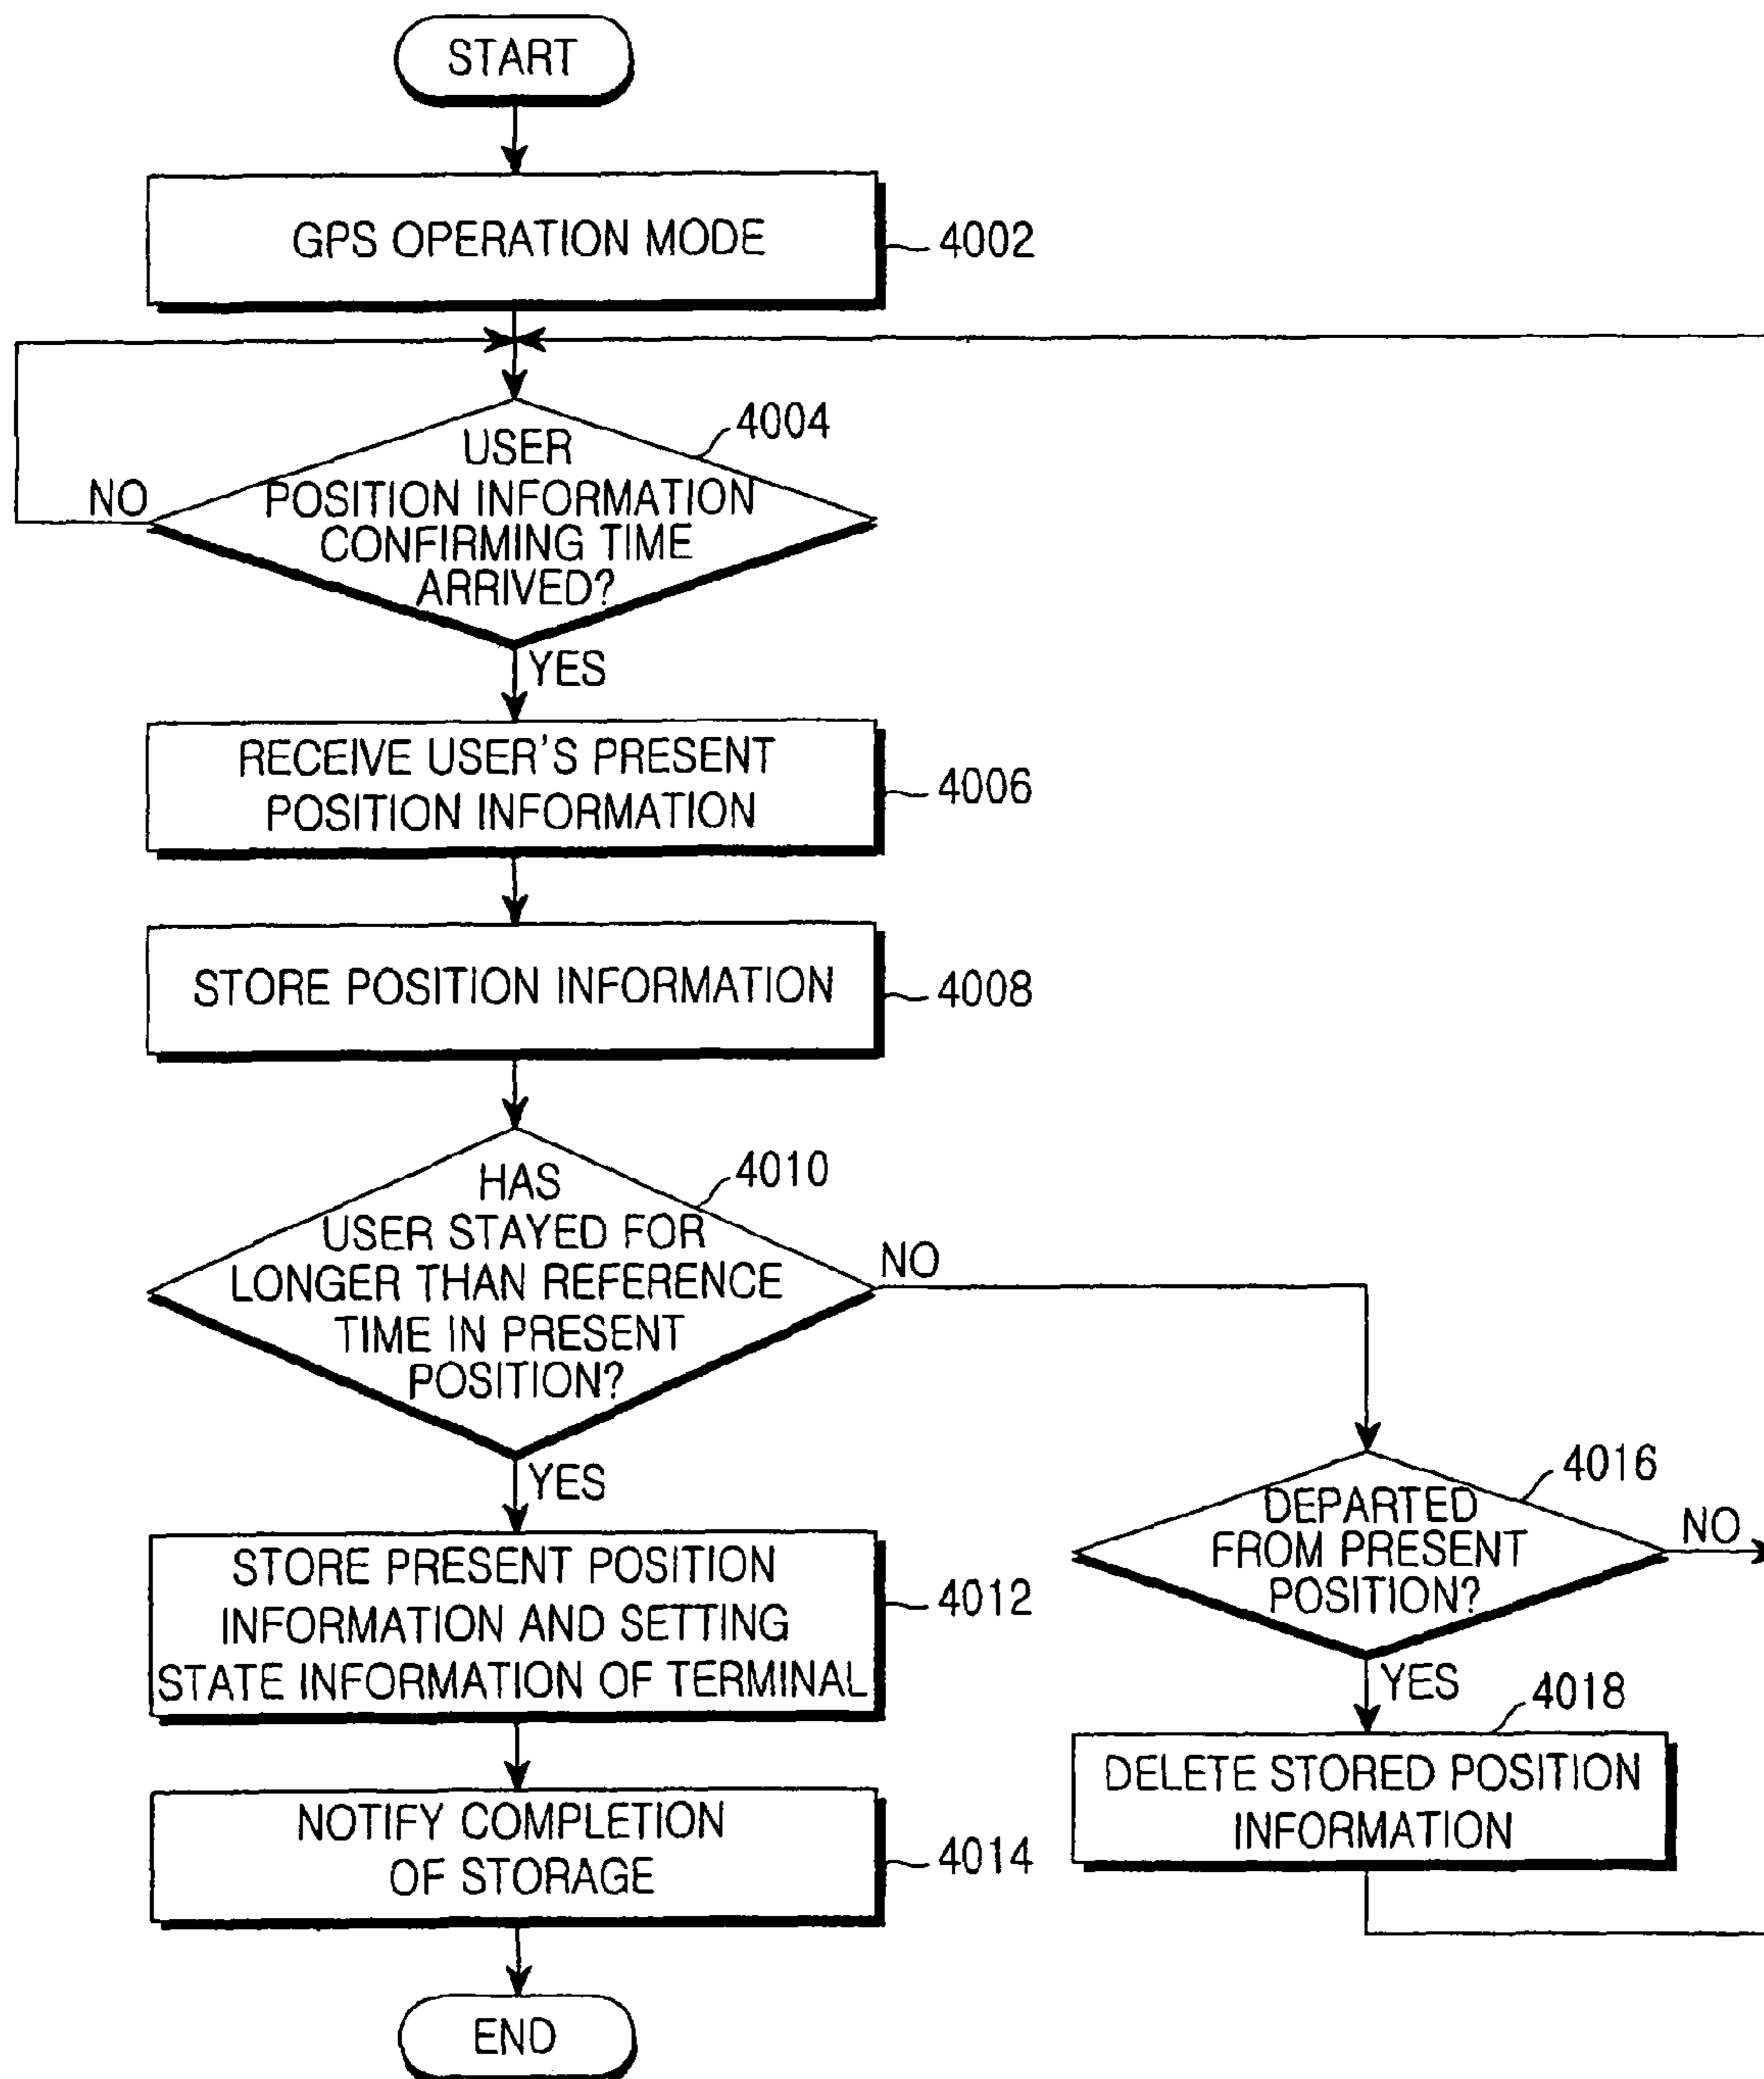 START
GPS OPERATION MODE
4002
4004
USER
POSITION INFORMATION
CONFIRMING TIME
ARRIVED?
NO
YES
RECEIVE USER'S PRESENT
POSITION INFORMATION
4006
STORE POSITION INFORMATION
4008
4010
HAS
USER STAYED FOR
LONGER THAN REFERENCE
TIME IN PRESENT
POSITION?
NO
YES
STORE PRESENT POSITION
INFORMATION AND SETTING
STATE INFORMATION OF TERMINAL
4012
NOTIFY COMPLETION
OF STORAGE
4014
END
4016
DEPARTED
FROM PRESENT
POSITION?
NO
YES
4018
DELETE STORED POSITION
INFORMATION